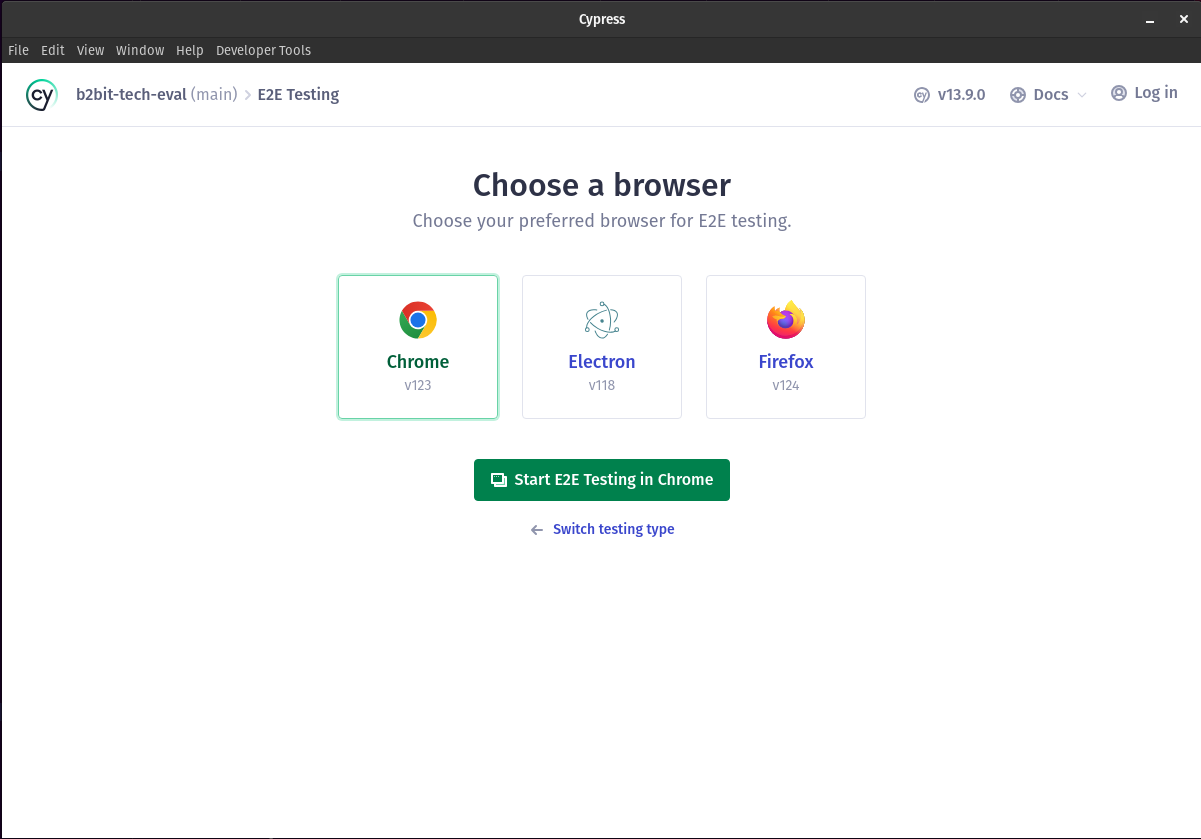 Cypress
File Edit View Window Help Developer Tools
cy b2bit-tech-eval (main) > E2E Testing cy v13.9.0 Docs Log in
Choose a browser
Choose your preferred browser for E2E testing.
Chrome Electron Firefox
v123 v118 v124
Start E2E Testing in Chrome
← Switch testing type